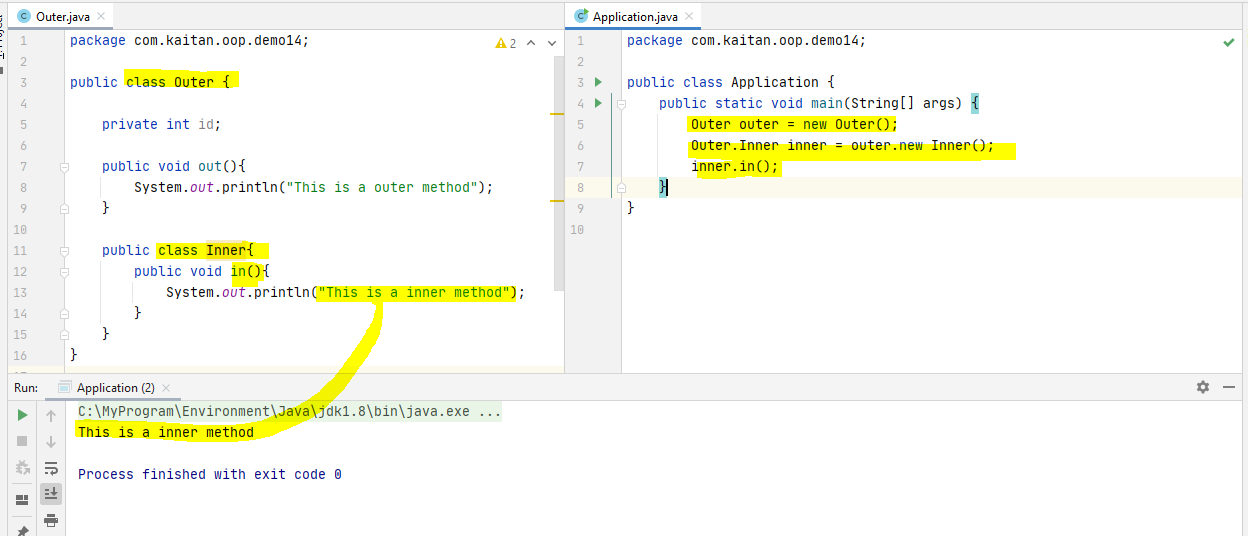 Outer.java
1 package com.kaitan.oop.demo14;
2
2
3 public class Outer {
4
5 private int id;
6
7 public void out(){
8 System.out.println("This is a outer method");
9 }
10
11 public class Inner{
12 public void in(){
13 System.out.println("This is a inner method");
14 }
15 }
16 }
Application.java
1 package com.kaitan.oop.demo14;
2
3 public class Application {
4 public static void main(String[] args) {
5 Outer outer = new Outer();
6 Outer.Inner inner = outer.new Inner();
7 inner.in();
8 }
9 }
10
Run: Application (2)
C:\MyProgram\Environment\Java\jdk1.8\bin\java.exe ...
This is a inner method
Process finished with exit code 0